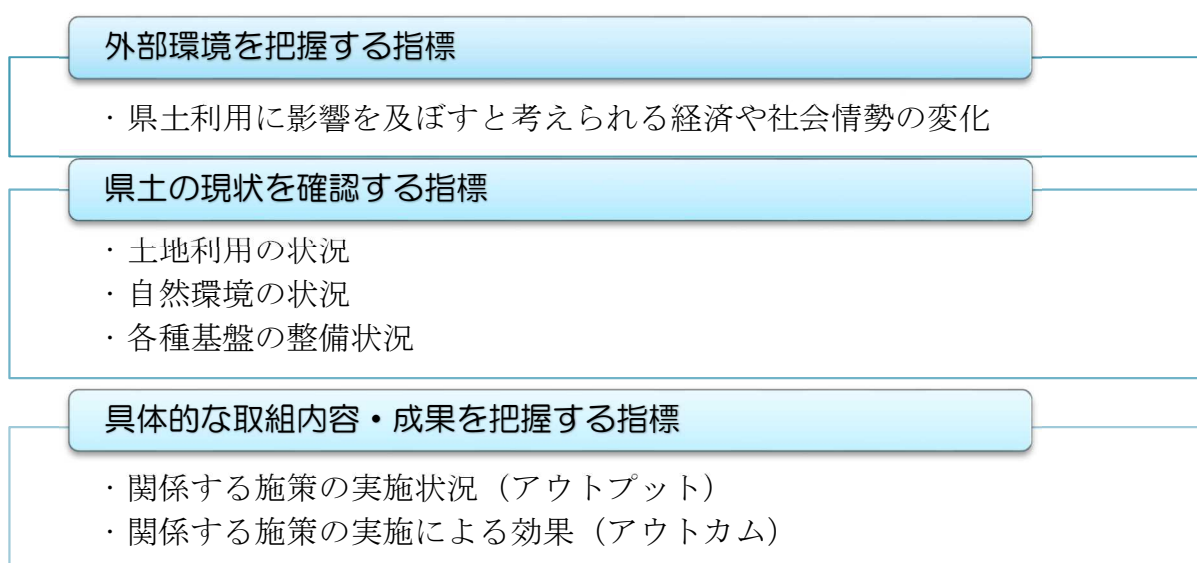 外部環境を把握する指標
・県土利用に影響を及ぼすと考えられる経済や社会情勢の変化
県土の現状を確認する指標
・土地利用の状況
・自然環境の状況
・各種基盤の整備状況
具体的な取組内容・成果を把握する指標
・関係する施策の実施状況（アウトプット）
・関係する施策の実施による効果（アウトカム）